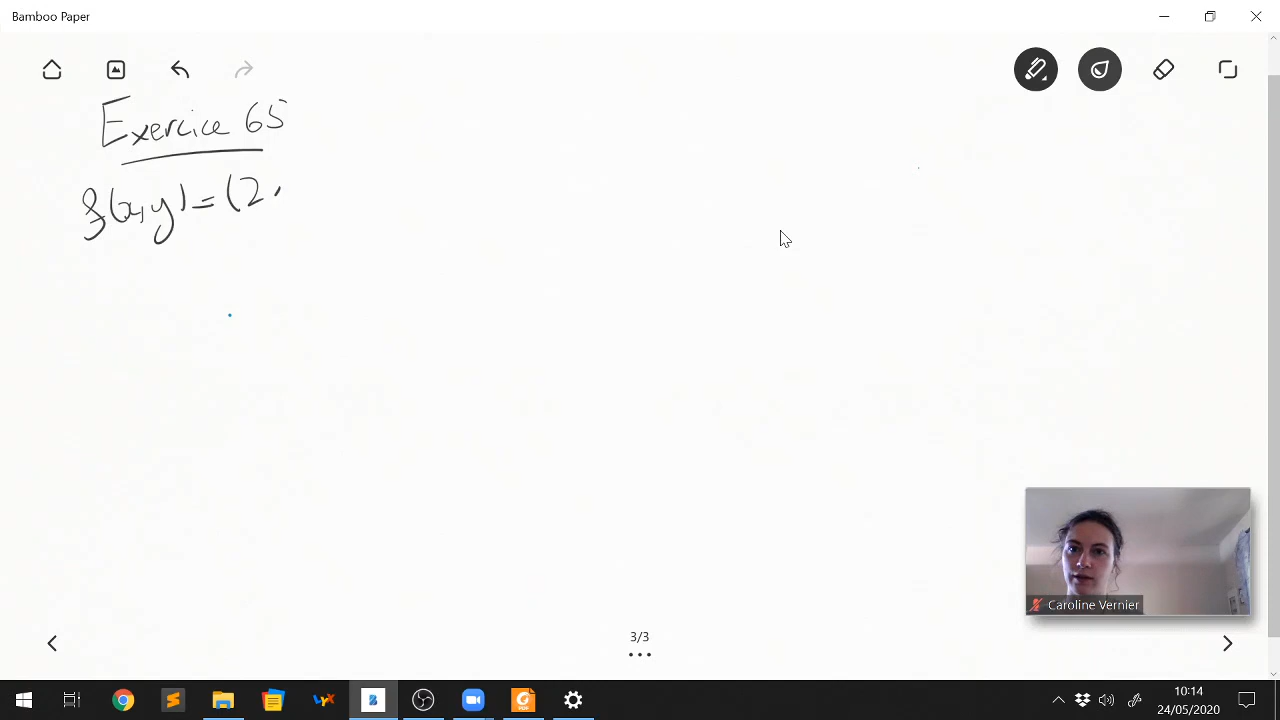 Bamboo Paper
Exercice 65
f(x,y) = (2
Caroline Vernier
3/3
10:14
24/05/2020